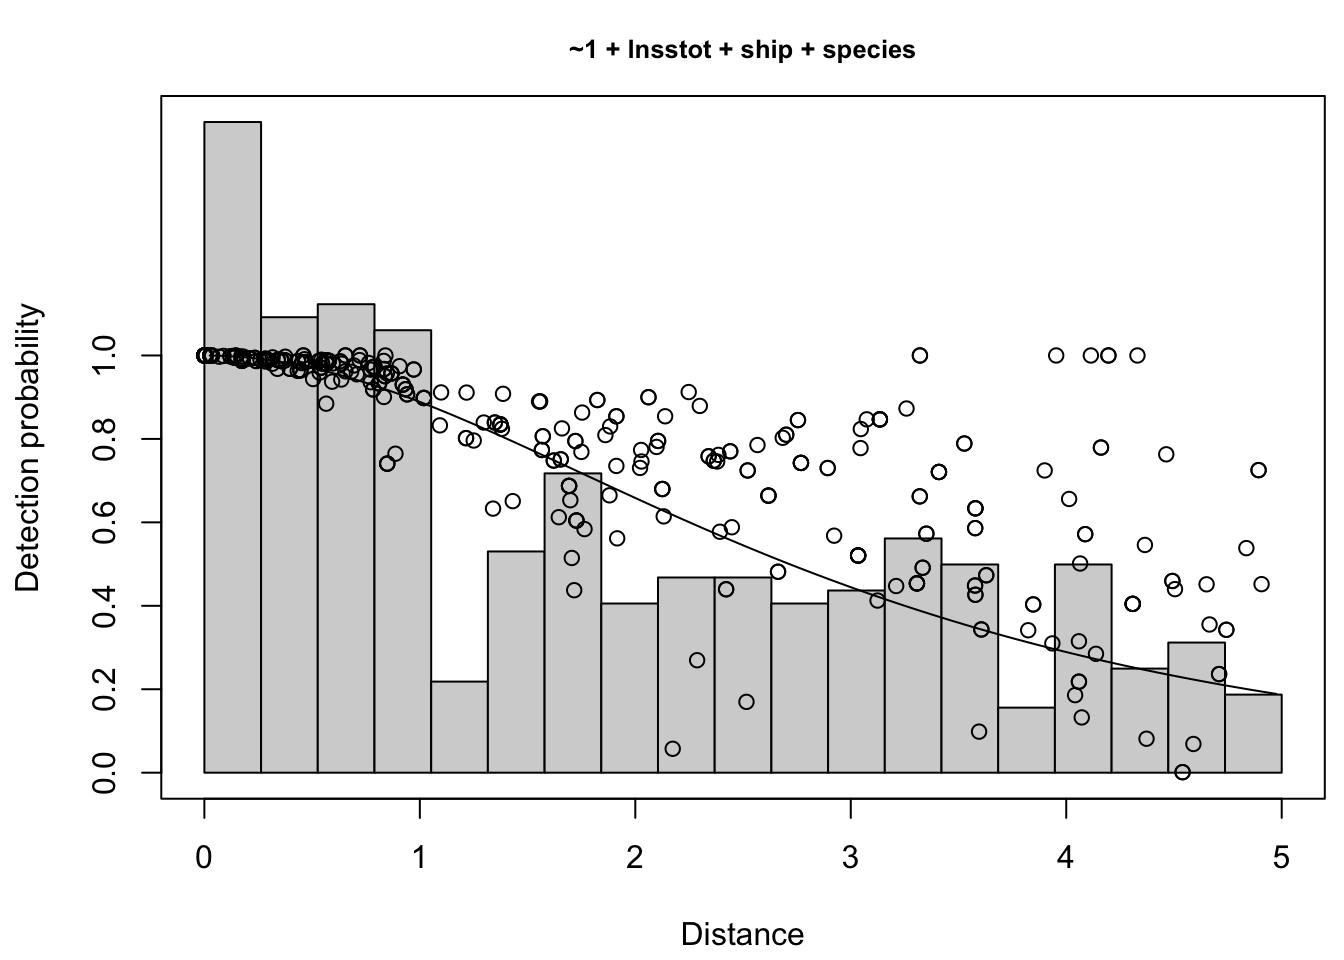 ~1 + lnsstot + ship + species
Detection probability
1.0
0.8
0.6
0.4
0.2
0.0
0 1 2 3 4 5
Distance